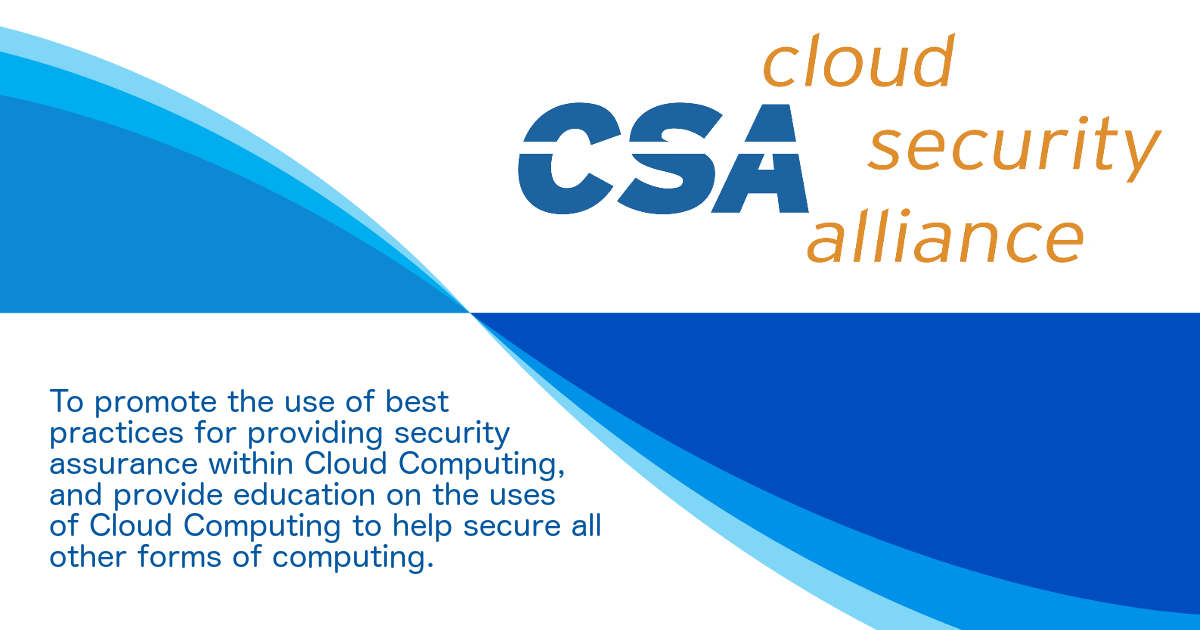 cloud
CSA
security
alliance
To promote the use of best
practices for providing security
assurance within Cloud Computing,
and provide education on the uses
of Cloud Computing to help secure all
other forms of computing.